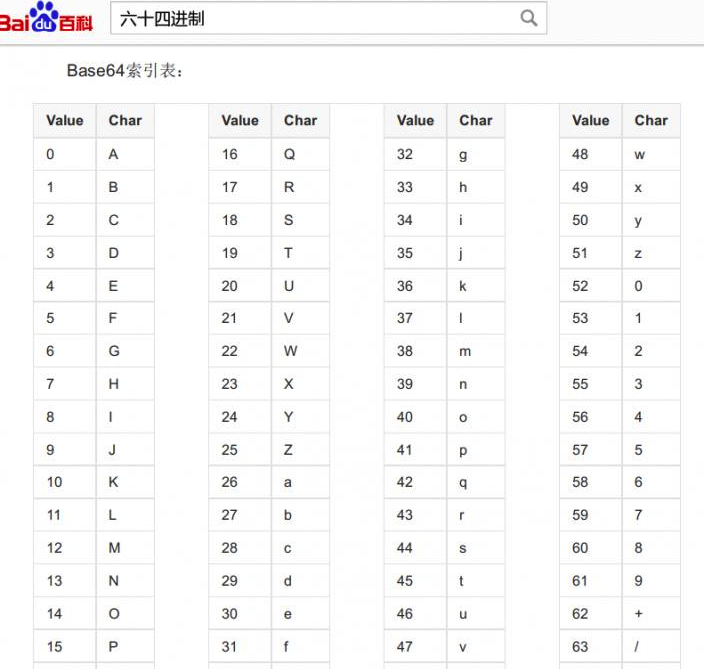 Bai du 百科 六十四进制
Base64索引表：
Value Char Value Char Value Char Value Char
0 A 16 Q 32 g 48 w
1 B 17 R 33 h 49 x
2 C 18 S 34 i 50 y
3 D 19 T 35 j 51 z
4 E 20 U 36 k 52 0
5 F 21 V 37 l 53 1
6 G 22 W 38 m 54 2
7 H 23 X 39 n 55 3
8 I 24 Y 40 o 56 4
9 J 25 Z 41 p 57 5
10 K 26 a 42 q 58 6
11 L 27 b 43 r 59 7
12 M 28 c 44 s 60 8
13 N 29 d 45 t 61 9
14 O 30 e 46 u 62 +
15 P 31 f 47 v 63 /